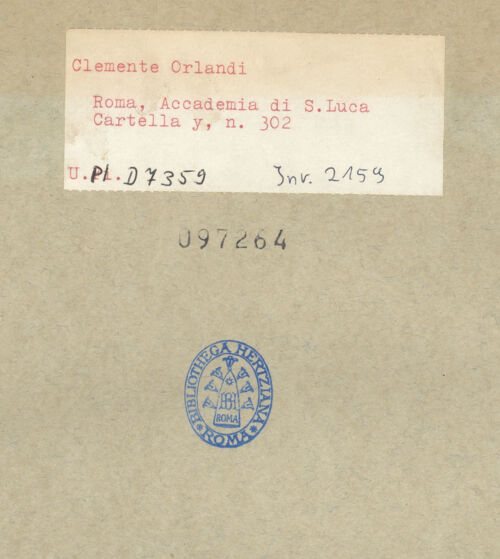 Clemente Orlandi
Roma, Accademia di S.Luca
Cartella y, n. 302
U.Pl. D7359 Inv. 2159
097264
BIBLIOTHECA HERTZIANA
ROMA
* ROMA *